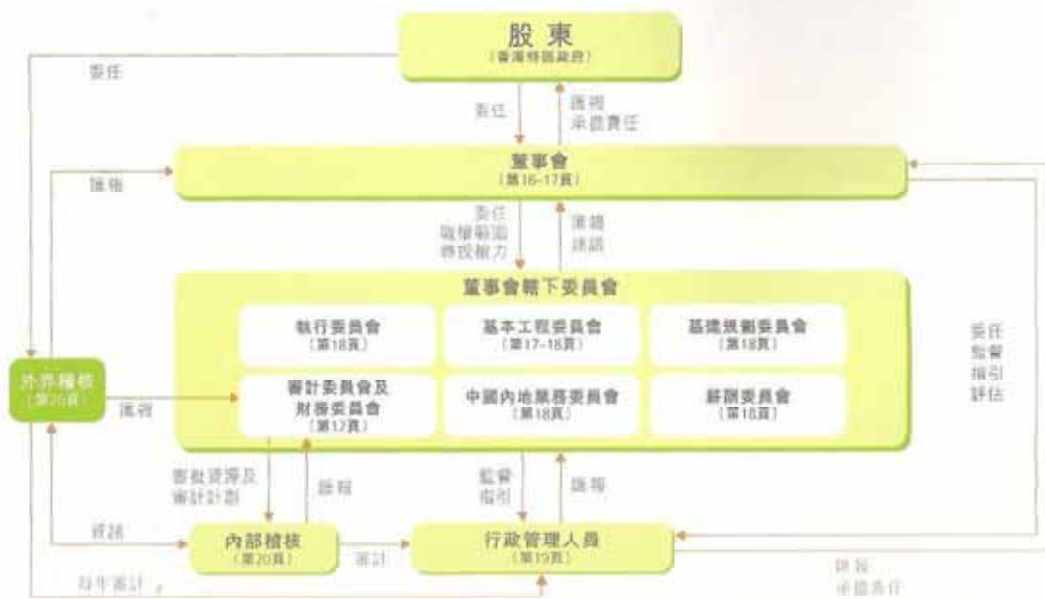 股東
(香港特區政府)
委任
委任
匯報
承擔責任
董事會
(第16-17頁)
匯報
委任
職權範圍
轉授權力
匯報
建議
董事會轄下委員會
執行委員會
(第18頁)
基本工程委員會
(第17-18頁)
基建規劃委員會
(第18頁)
委任
監督
指引
評估
外界稽核
(第20頁)
匯報
審計委員會及
財務委員會
(第17頁)
中國內地業務委員會
(第18頁)
薪酬委員會
(第18頁)
審批資源及
審計計劃
匯報
監督
指引
匯報
內部稽核
(第20頁)
審計
行政管理人員
(第19頁)
每年審計
匯報
承擔責任